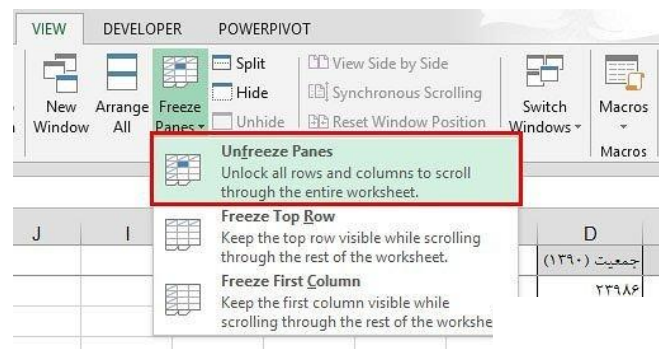 VIEW DEVELOPER POWERPIVOT
New Window
Arrange All
Freeze Panes
Split
Hide
Unhide
View Side by Side
Synchronous Scrolling
Reset Window Position
Switch Windows
Macros
Macros
Unfreeze Panes
Unlock all rows and columns to scroll
through the entire worksheet.
Freeze Top Row
Keep the top row visible while scrolling
through the rest of the worksheet.
Freeze First Column
Keep the first column visible while
scrolling through the rest of the workshe
J I D
جمعیت (۱۳۹۰)
۲۳۹۸۶